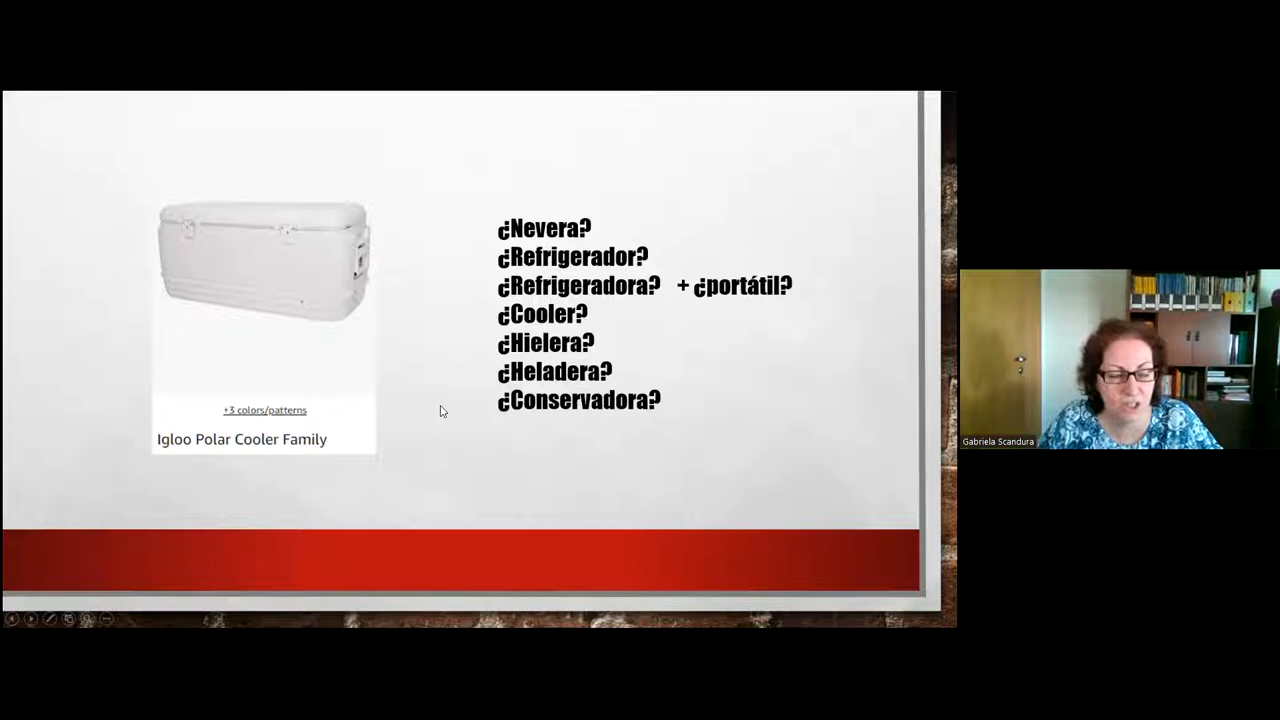 ¿Nevera?
¿Refrigerador?
¿Refrigeradora? + ¿portátil?
¿Cooler?
¿Hielera?
¿Heladera?
¿Conservadora?
+3 colors/patterns
Igloo Polar Cooler Family
Gabriela Scandura